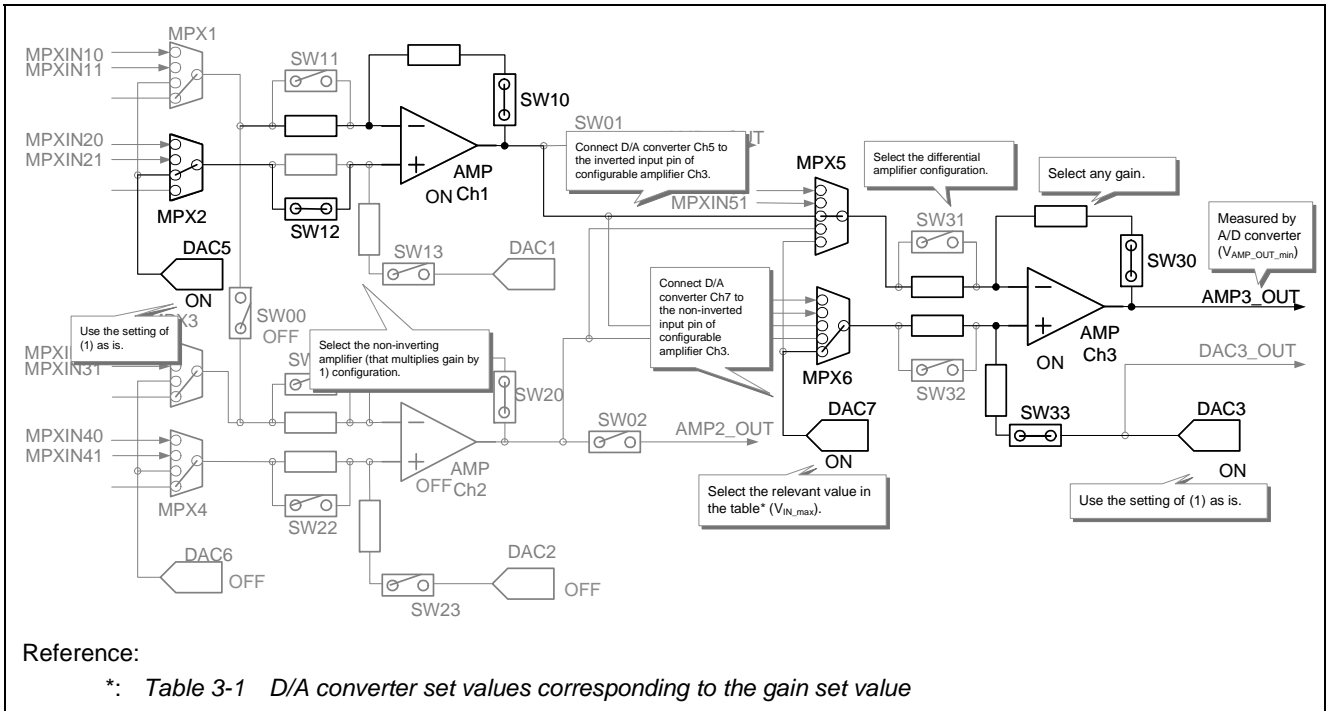 MPX1
MPXIN10
MPXIN11
SW11
SW10
MPXIN20
MPXIN21
MPX2
SW12
AMP
ON Ch1
SW01
Connect D/A converter Ch5 to
the inverted input pin of
configurable amplifier Ch3.
MPX5
MPXIN51
Select the differential
amplifier configuration.
Select any gain.
SW31
SW30
Measured by
A/D converter
(VAMP_OUT_min)
AMP3_OUT
DAC5
ON
SW13
DAC1
Use the setting of
(1) as is.
SW00
OFF
Select the non-inverting
amplifier (that multiplies gain by
1) configuration.
Connect D/A
converter Ch7 to
the non-inverted
input pin of
configurable
amplifier Ch3.
MPX6
SW32
AMP
Ch3
ON
DAC3_OUT
MPXIN31
SW20
SW02
AMP2_OUT
DAC7
ON
SW33
DAC3
ON
MPXIN40
MPXIN41
MPX4
AMP
OFF Ch2
SW22
Select the relevant value in
the table* (VIN_max).
Use the setting of (1) as is.
DAC6
OFF
SW23
DAC2
OFF
Reference:
*: Table 3-1 D/A converter set values corresponding to the gain set value